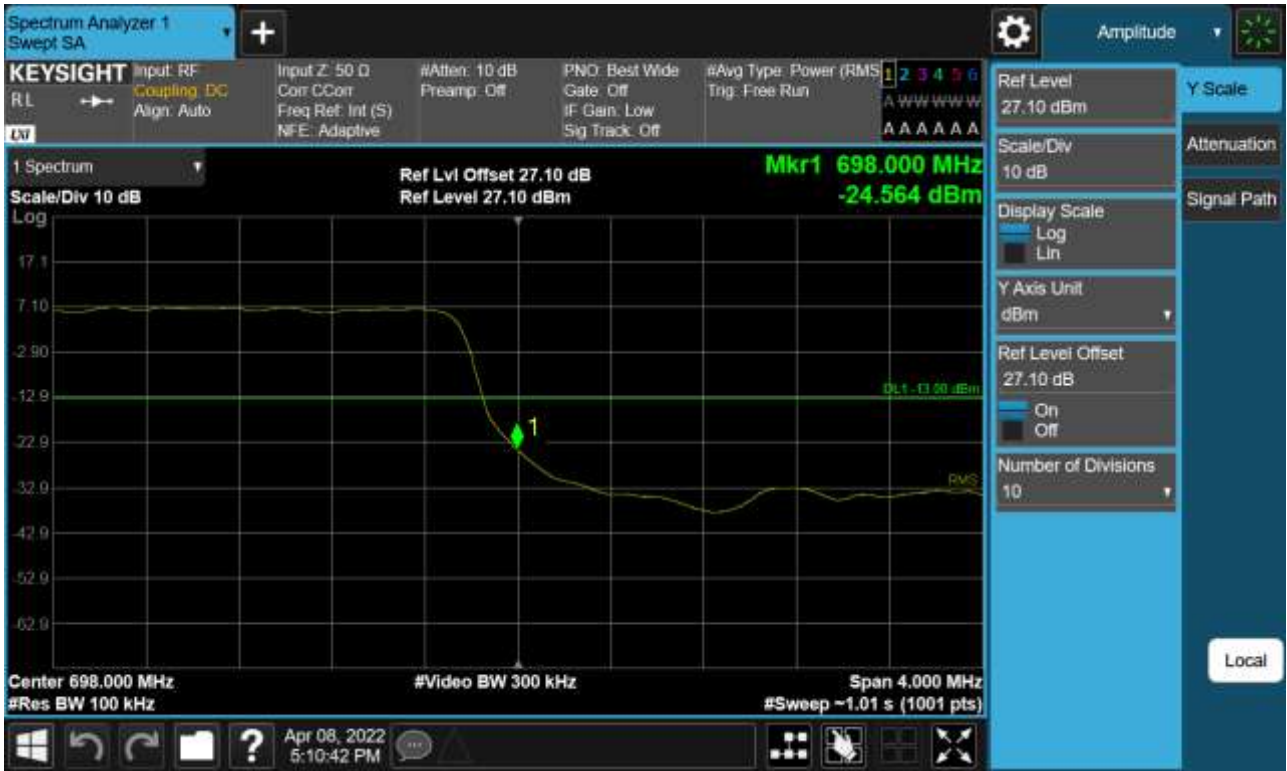 Spectrum Analyzer 1
Swept SA
+
Amplitude
KEYSIGHT
RL
LXI
Input: RF
Coupling: DC
Align: Auto
Input Z: 50 Ω
Corr CCorr
Freq Ref: Int (S)
NFE: Adaptive
#Atten: 10 dB
Preamp: Off
PNO: Best Wide
Gate: Off
IF Gain: Low
Sig Track: Off
#Avg Type: Power (RMS
Trig: Free Run
1 2 3 4 5 6
A W W W W W
A A A A A A
1 Spectrum
Scale/Div 10 dB
Ref Lvl Offset 27.10 dB
Ref Level 27.10 dBm
Mkr1 698.000 MHz
-24.564 dBm
Log
17.1
7.10
-2.90
-12.9
-22.9
-32.9
-42.9
-52.9
-62.9
DL1 -13.00 dBm
1
RMS
Center 698.000 MHz
#Res BW 100 kHz
#Video BW 300 kHz
Span 4.000 MHz
#Sweep ~1.01 s (1001 pts)
Ref Level
27.10 dBm
Scale/Div
10 dB
Display Scale
Log
Lin
Y Axis Unit
dBm
Ref Level Offset
27.10 dB
On
Off
Number of Divisions
10
Y Scale
Attenuation
Signal Path
Local
?
Apr 08, 2022
5:10:42 PM